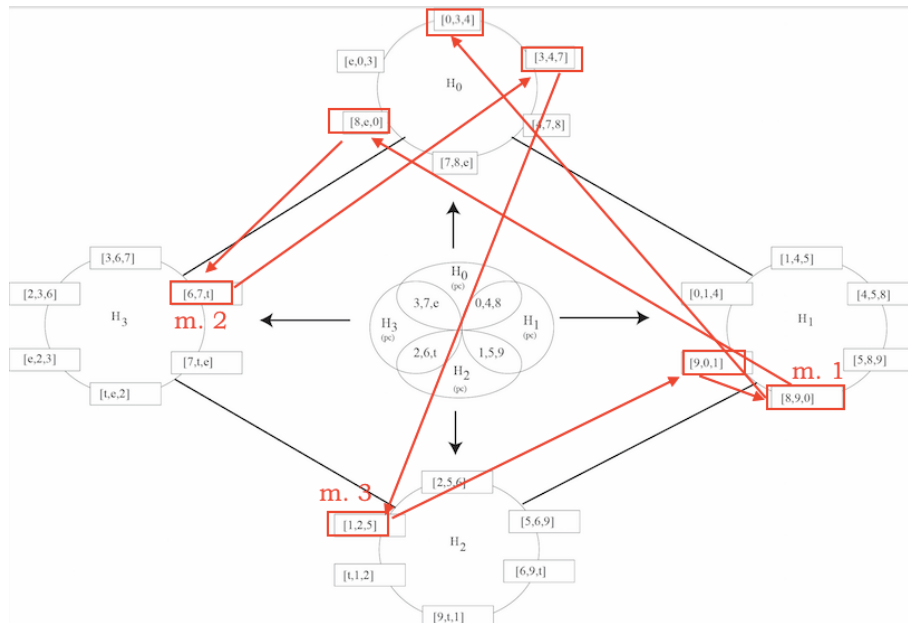 [0,3,4]
[e,0,3]
[3,4,7]
H0
[8,e,0]
[4,7,8]
[7,8,e]
[3,6,7]
[2,3,6]
[6,7,t]
H3
m. 2
[e,2,3]
[7,t,e]
[t,e,2]
H0
(pc)
3,7,e
0,4,8
H3
(pc)
H1
(pc)
2,6,t
1,5,9
H2
(pc)
[1,4,5]
[0,1,4]
[4,5,8]
H1
[9,0,1]
[5,8,9]
m. 1
[8,9,0]
m. 3
[2,5,6]
[1,2,5]
[5,6,9]
H2
[t,1,2]
[6,9,t]
[9,t,1]